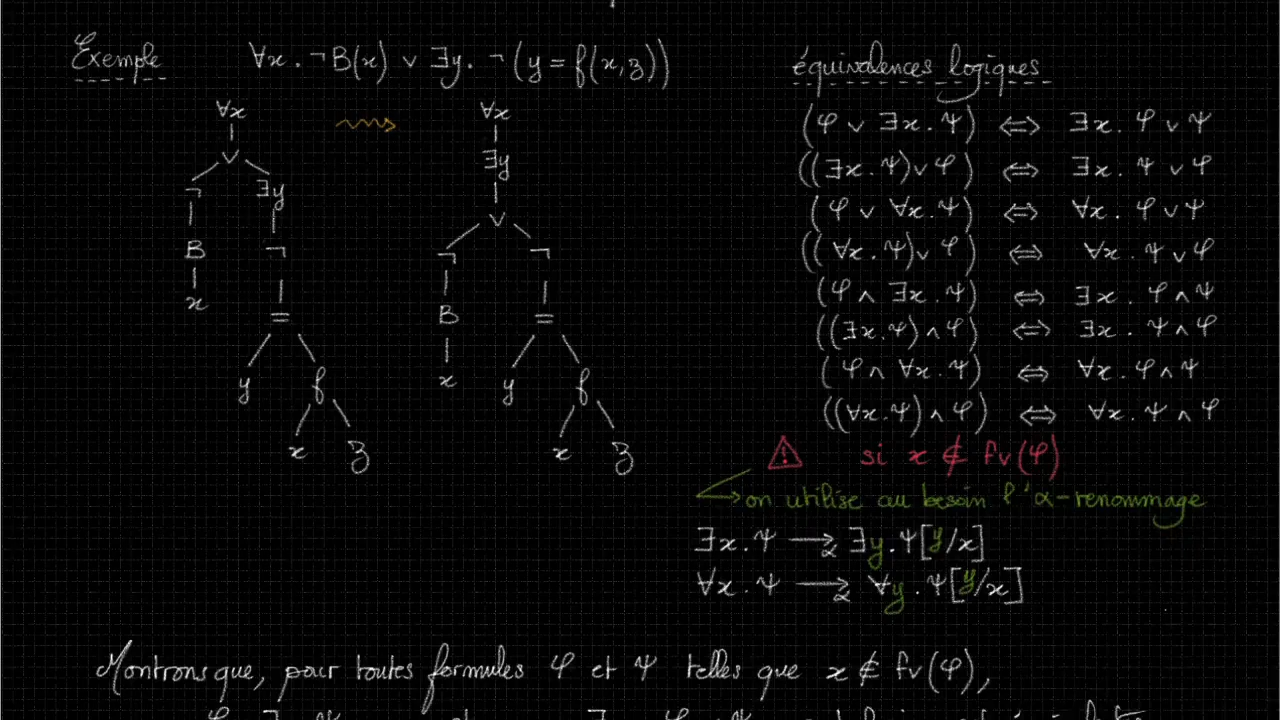 Exemple ∀x . ¬ B(x) ∨ ∃y. ¬ (y = f(x,z))
∀x
∨
¬ ∃y
B ¬
x
=
y f
x z
∀x
∃y
∨
¬ ¬
B =
x y f
x z
équivalences logiques
(φ ∨ ∃x . Ψ) ⇔ ∃x . φ ∨ Ψ
((∃x . Ψ) ∨ φ) ⇔ ∃x . Ψ ∨ φ
(φ ∨ ∀x . Ψ) ⇔ ∀x . φ ∨ Ψ
((∀x . Ψ) ∨ φ) ⇔ ∀x . Ψ ∨ φ
(φ ∧ ∃x . Ψ) ⇔ ∃x . φ ∧ Ψ
((∃x . Ψ) ∧ φ) ⇔ ∃x . Ψ ∧ φ
(φ ∧ ∀x . Ψ) ⇔ ∀x . φ ∧ Ψ
((∀x . Ψ) ∧ φ) ⇔ ∀x . Ψ ∧ φ
⚠ si x ∉ fv(φ)
↳ on utilise au besoin l'α-renommage
∃x . Ψ →α ∃y . Ψ[y/x]
∀x . Ψ →α ∀y . Ψ[y/x]
Montrons que, pour toutes formules φ et Ψ telles que x ∉ fv(φ),